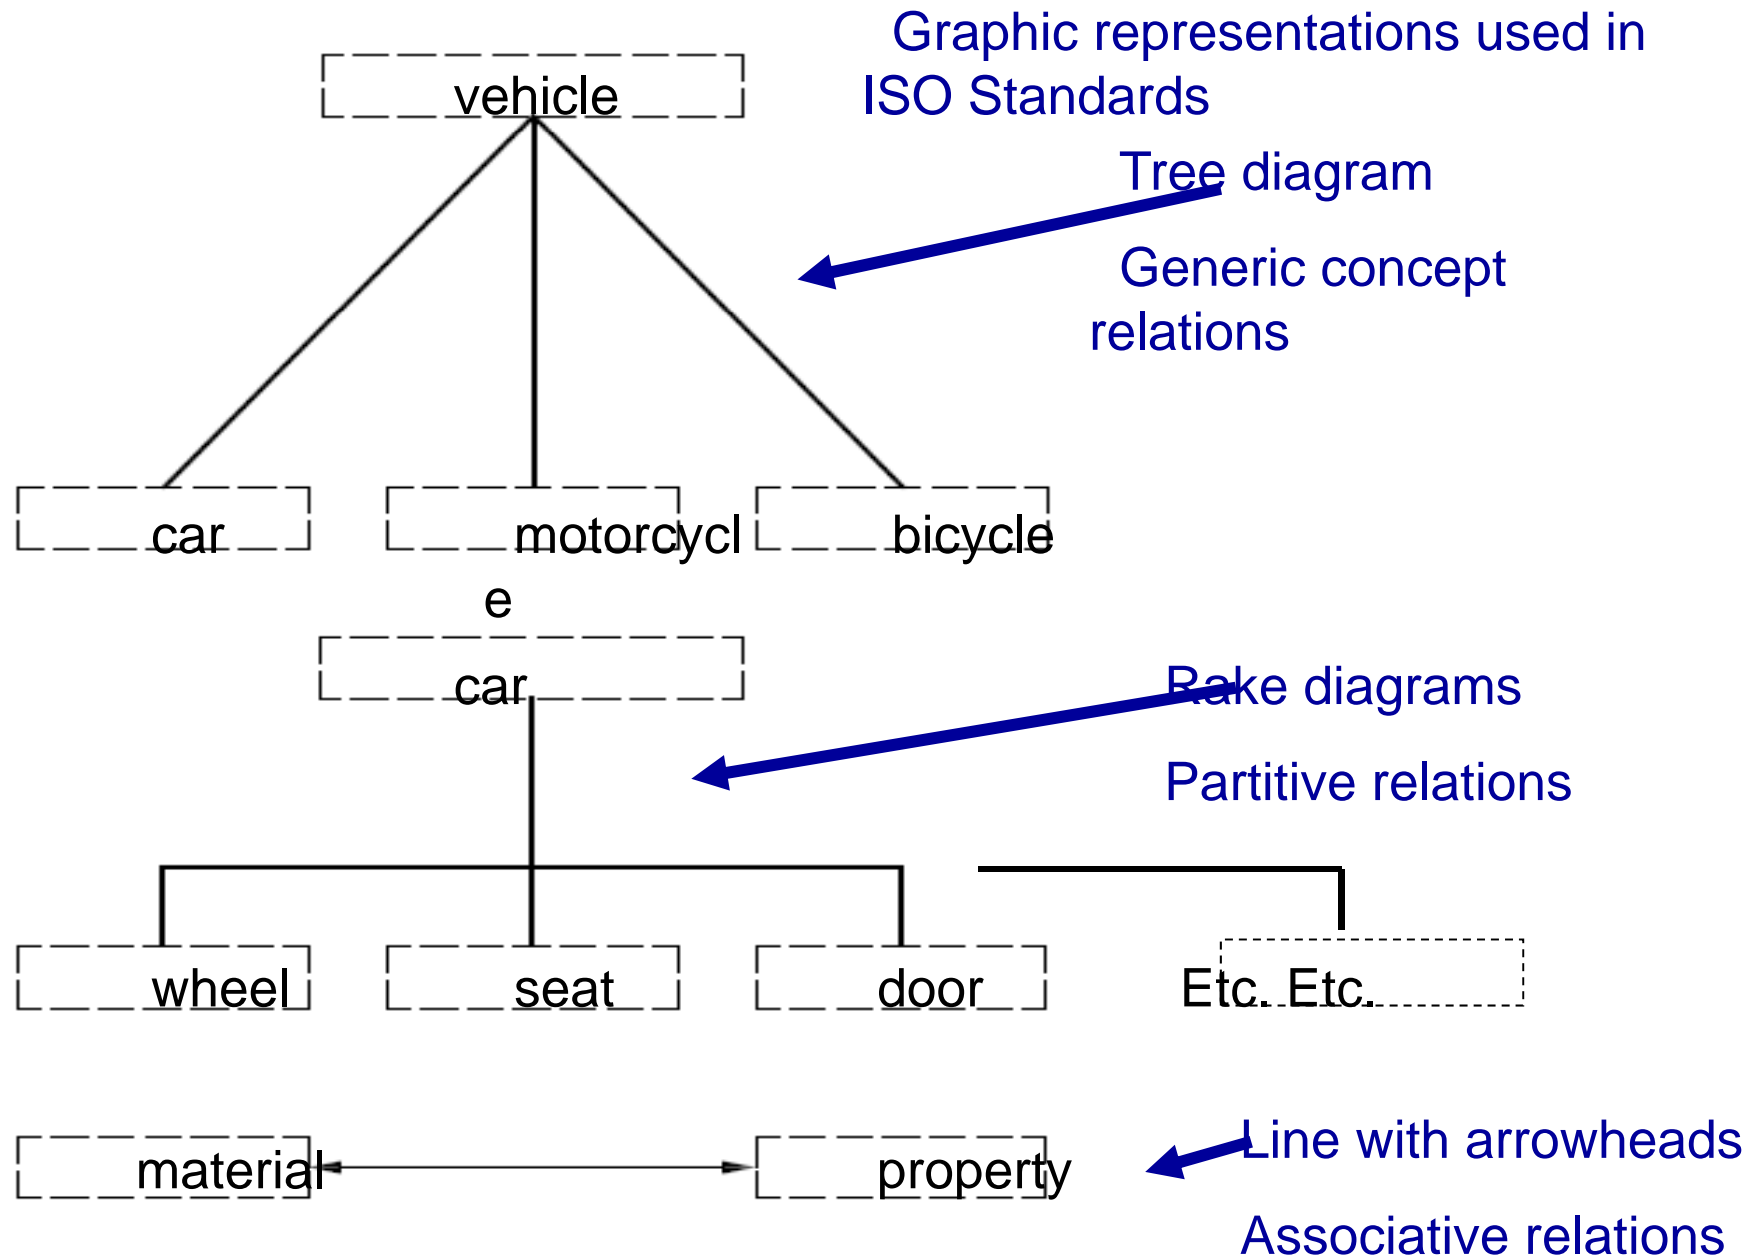 Graphic representations used in
ISO Standards
vehicle
Tree diagram
Generic concept
relations
car
motorcycl
e
bicycle
car
Rake diagrams
Partitive relations
wheel
seat
door
Etc. Etc.
material
property
Line with arrowheads
Associative relations